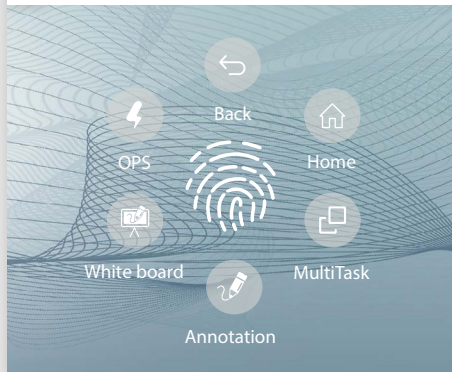 Back
OPS
Home
White board
MultiTask
Annotation